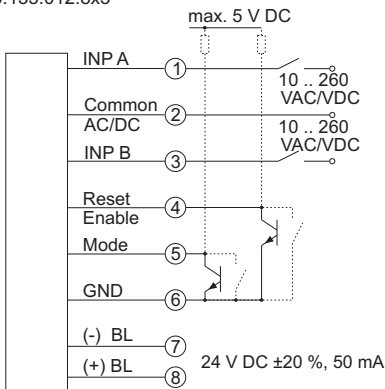 max. 5 V DC
INP A
1
10 .. 260
VAC/VDC
Common
AC/DC
2
10 .. 260
VAC/VDC
INP B
3
Reset
Enable
4
Mode
5
GND
6
(-) BL
7
(+) BL
8
24 V DC ±20 %, 50 mA